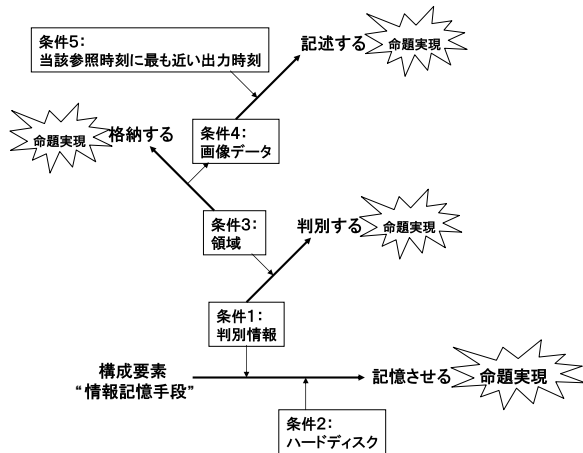 条件5：
当該参照時刻に最も近い出力時刻
記述する
命題実現
命題実現
格納する
条件4：
画像データ
条件3：
領域
判別する
命題実現
条件1：
判別情報
構成要素
“情報記憶手段”
記憶させる
命題実現
条件2：
ハードディスク